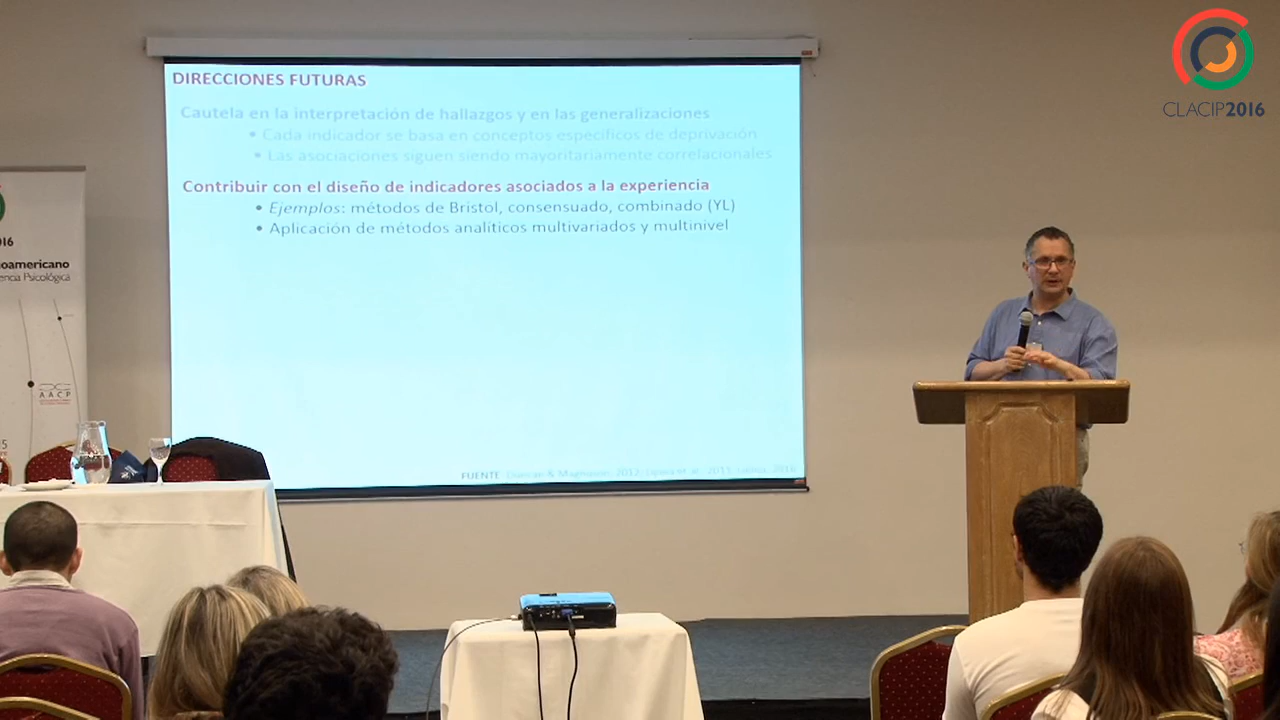 DIRECCIONES FUTURAS
Cautela en la interpretación de hallazgos y en las generalizaciones
• Cada indicador se basa en conceptos específicos de deprivación
• Las asociaciones siguen siendo mayoritariamente correlacionales
Contribuir con el diseño de indicadores asociados a la experiencia
• Ejemplos: métodos de Bristol, consensuado, combinado (YL)
• Aplicación de métodos analíticos multivariados y multinivel
FUENTE
CLACIP2016
016
noamericano
encia Psicológica
AACP